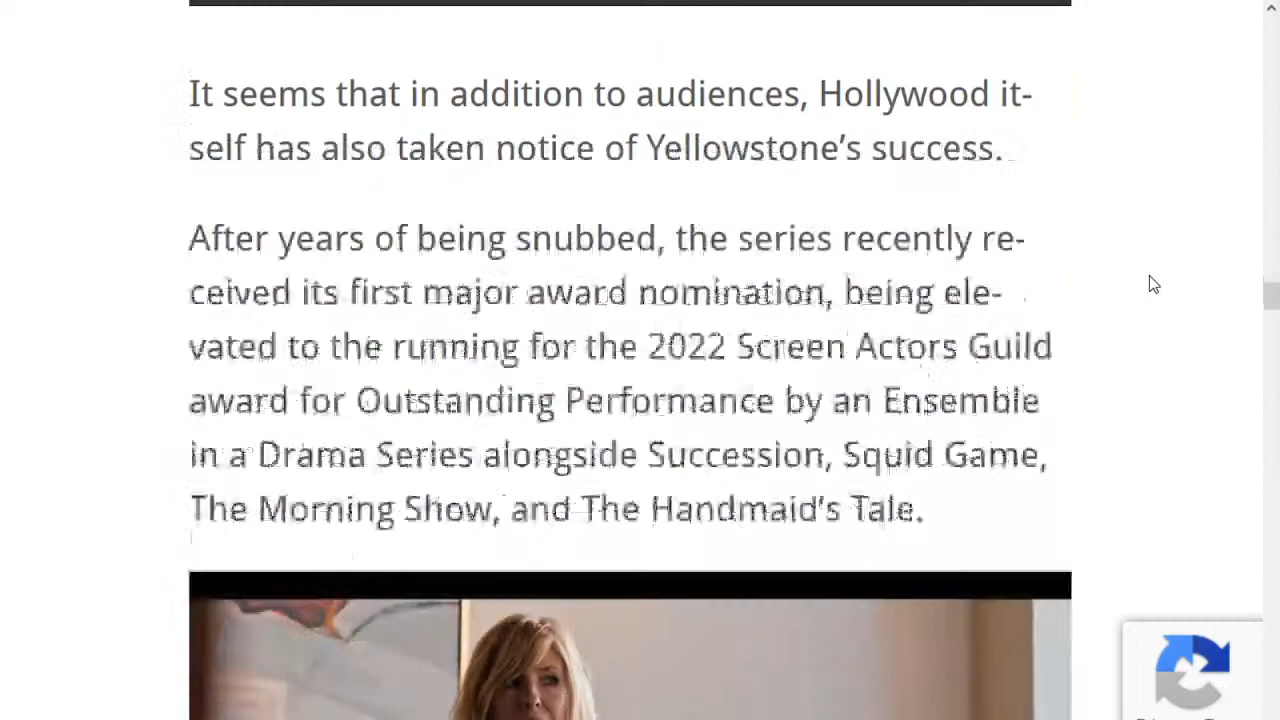 It seems that in addition to audiences, Hollywood it-
self has also taken notice of Yellowstone’s success.
After years of being snubbed, the series recently re-
ceived its first major award nomination, being ele-
vated to the running for the 2022 Screen Actors Guild
award for Outstanding Performance by an Ensemble
in a Drama Series alongside Succession, Squid Game,
The Morning Show, and The Handmaid’s Tale.